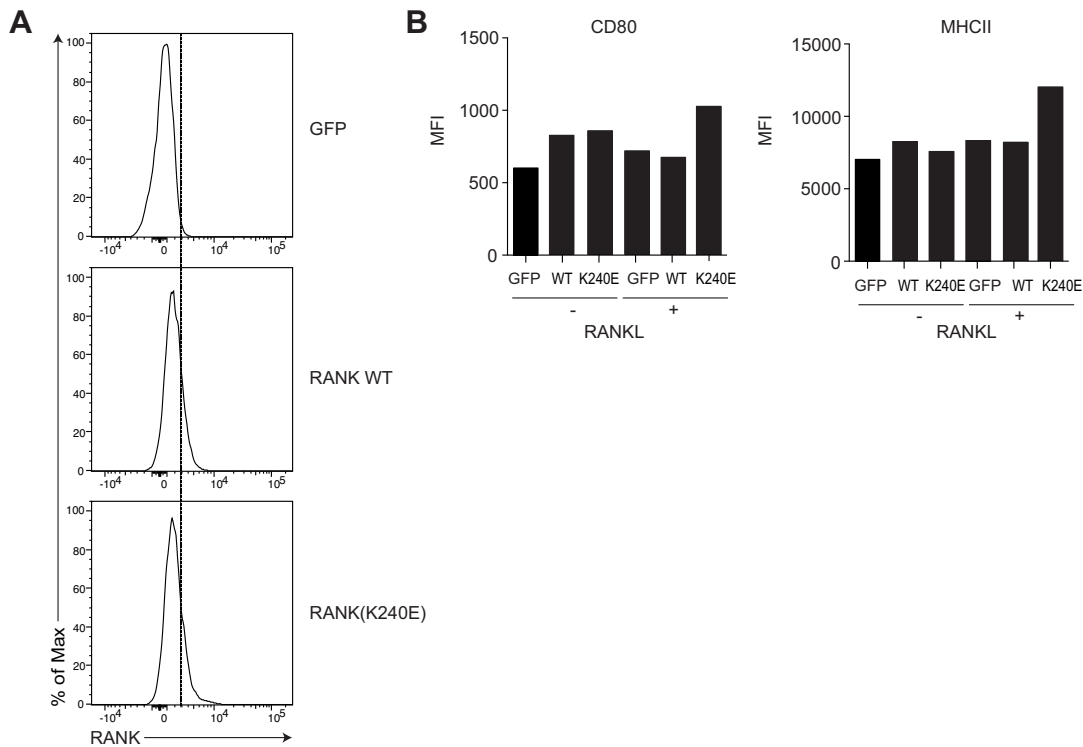 A
100
80
60
40
20
0
-10^4 0 10^4 10^5
GFP
100
80
60
40
20
0
-10^4 0 10^4 10^5
RANK WT
100
80
60
40
20
0
-10^4 0 10^4 10^5
RANK(K240E)
% of Max
RANK
B
CD80
1500
1000
500
0
MFI
GFP WT K240E GFP WT K240E
- +
RANKL
MHCII
15000
10000
5000
0
MFI
GFP WT K240E GFP WT K240E
- +
RANKL